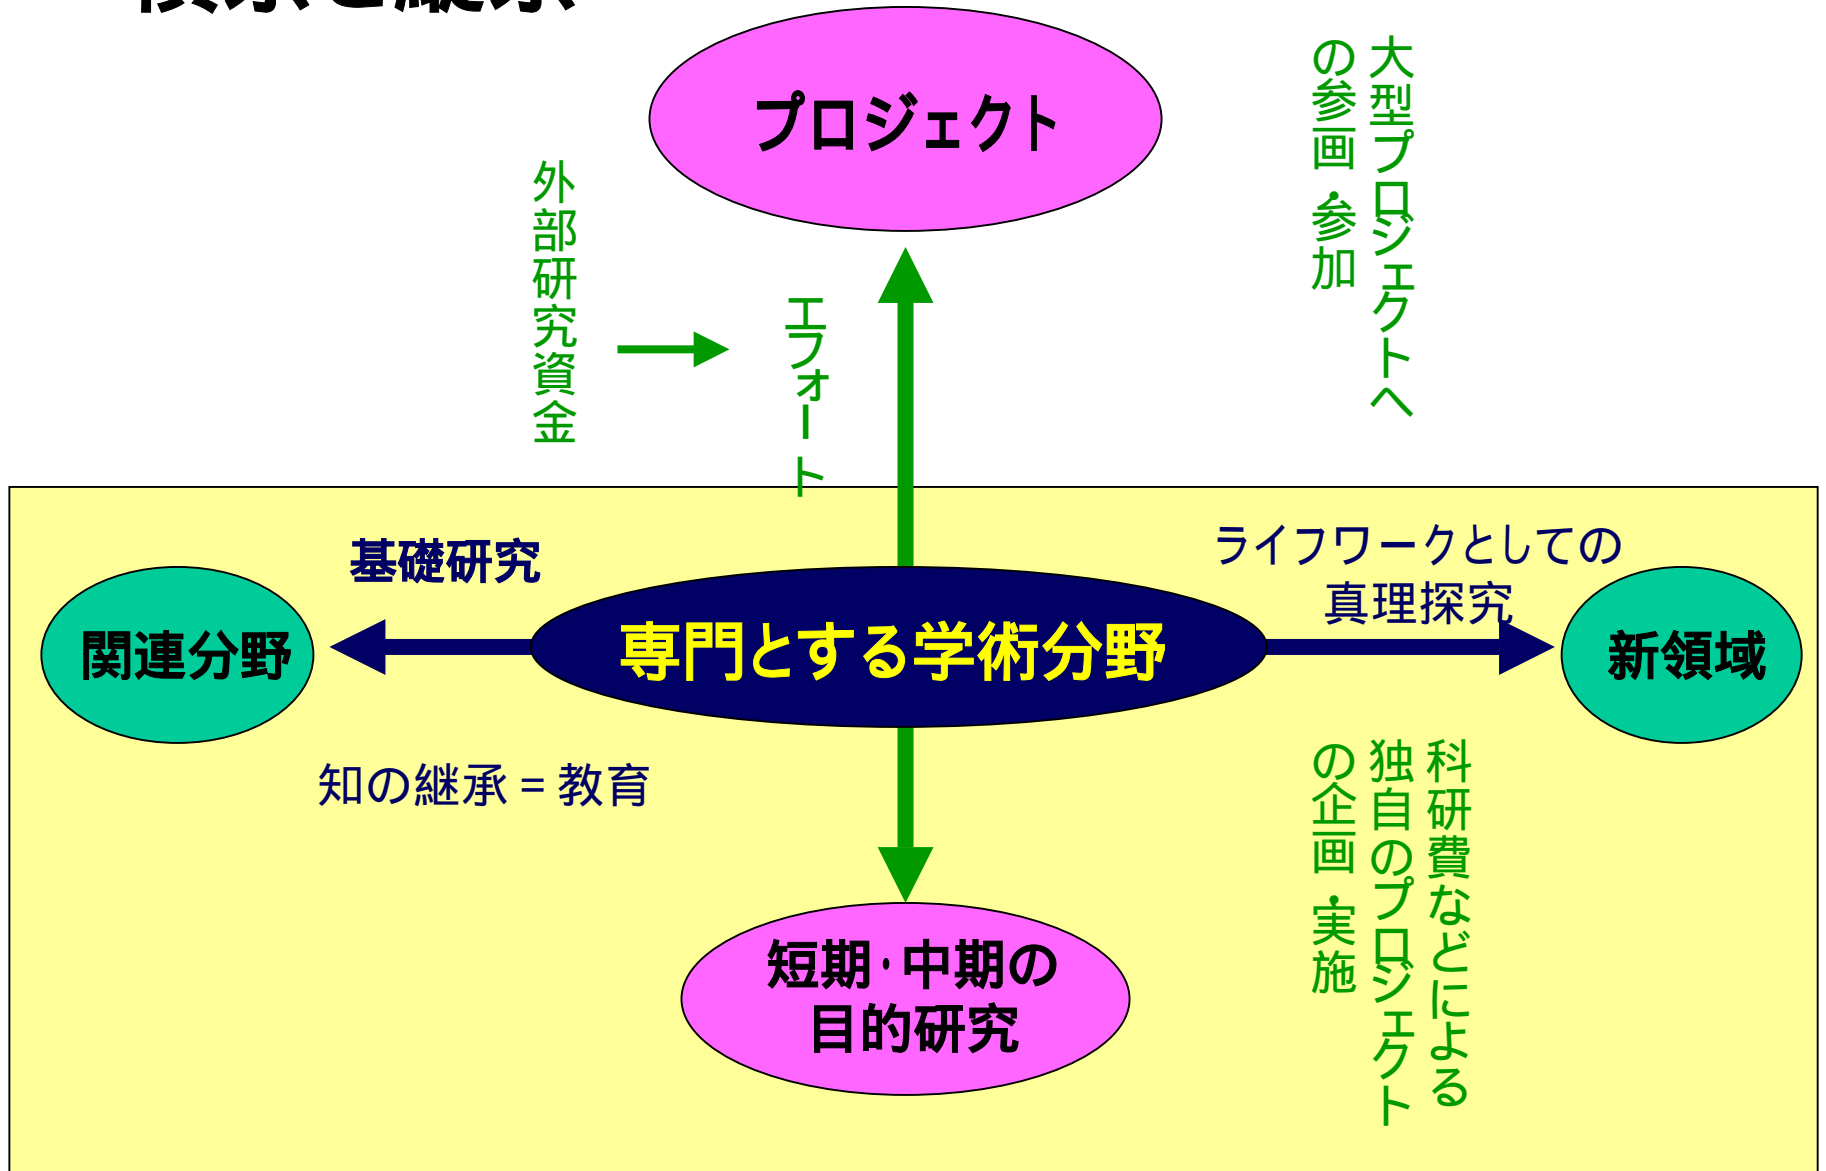 プロジェクト
大型プロジェクトへ
の参画・参加
外部研究資金
エフォート
基礎研究
ライフワークとしての
真理探究
関連分野
専門とする学術分野
新領域
知の継承＝教育
科研費などによる
独自のプロジェクト
の企画・実施
短期・中期の
目的研究